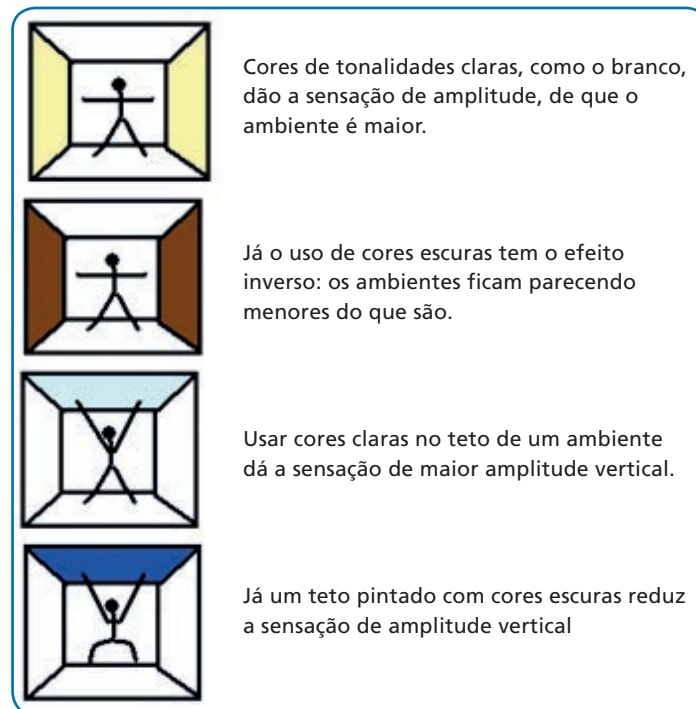 Cores de tonalidades claras, como o branco,
dão a sensação de amplitude, de que o
ambiente é maior.
Já o uso de cores escuras tem o efeito
inverso: os ambientes ficam parecendo
menores do que são.
Usar cores claras no teto de um ambiente
dá a sensação de maior amplitude vertical.
Já um teto pintado com cores escuras reduz
a sensação de amplitude vertical